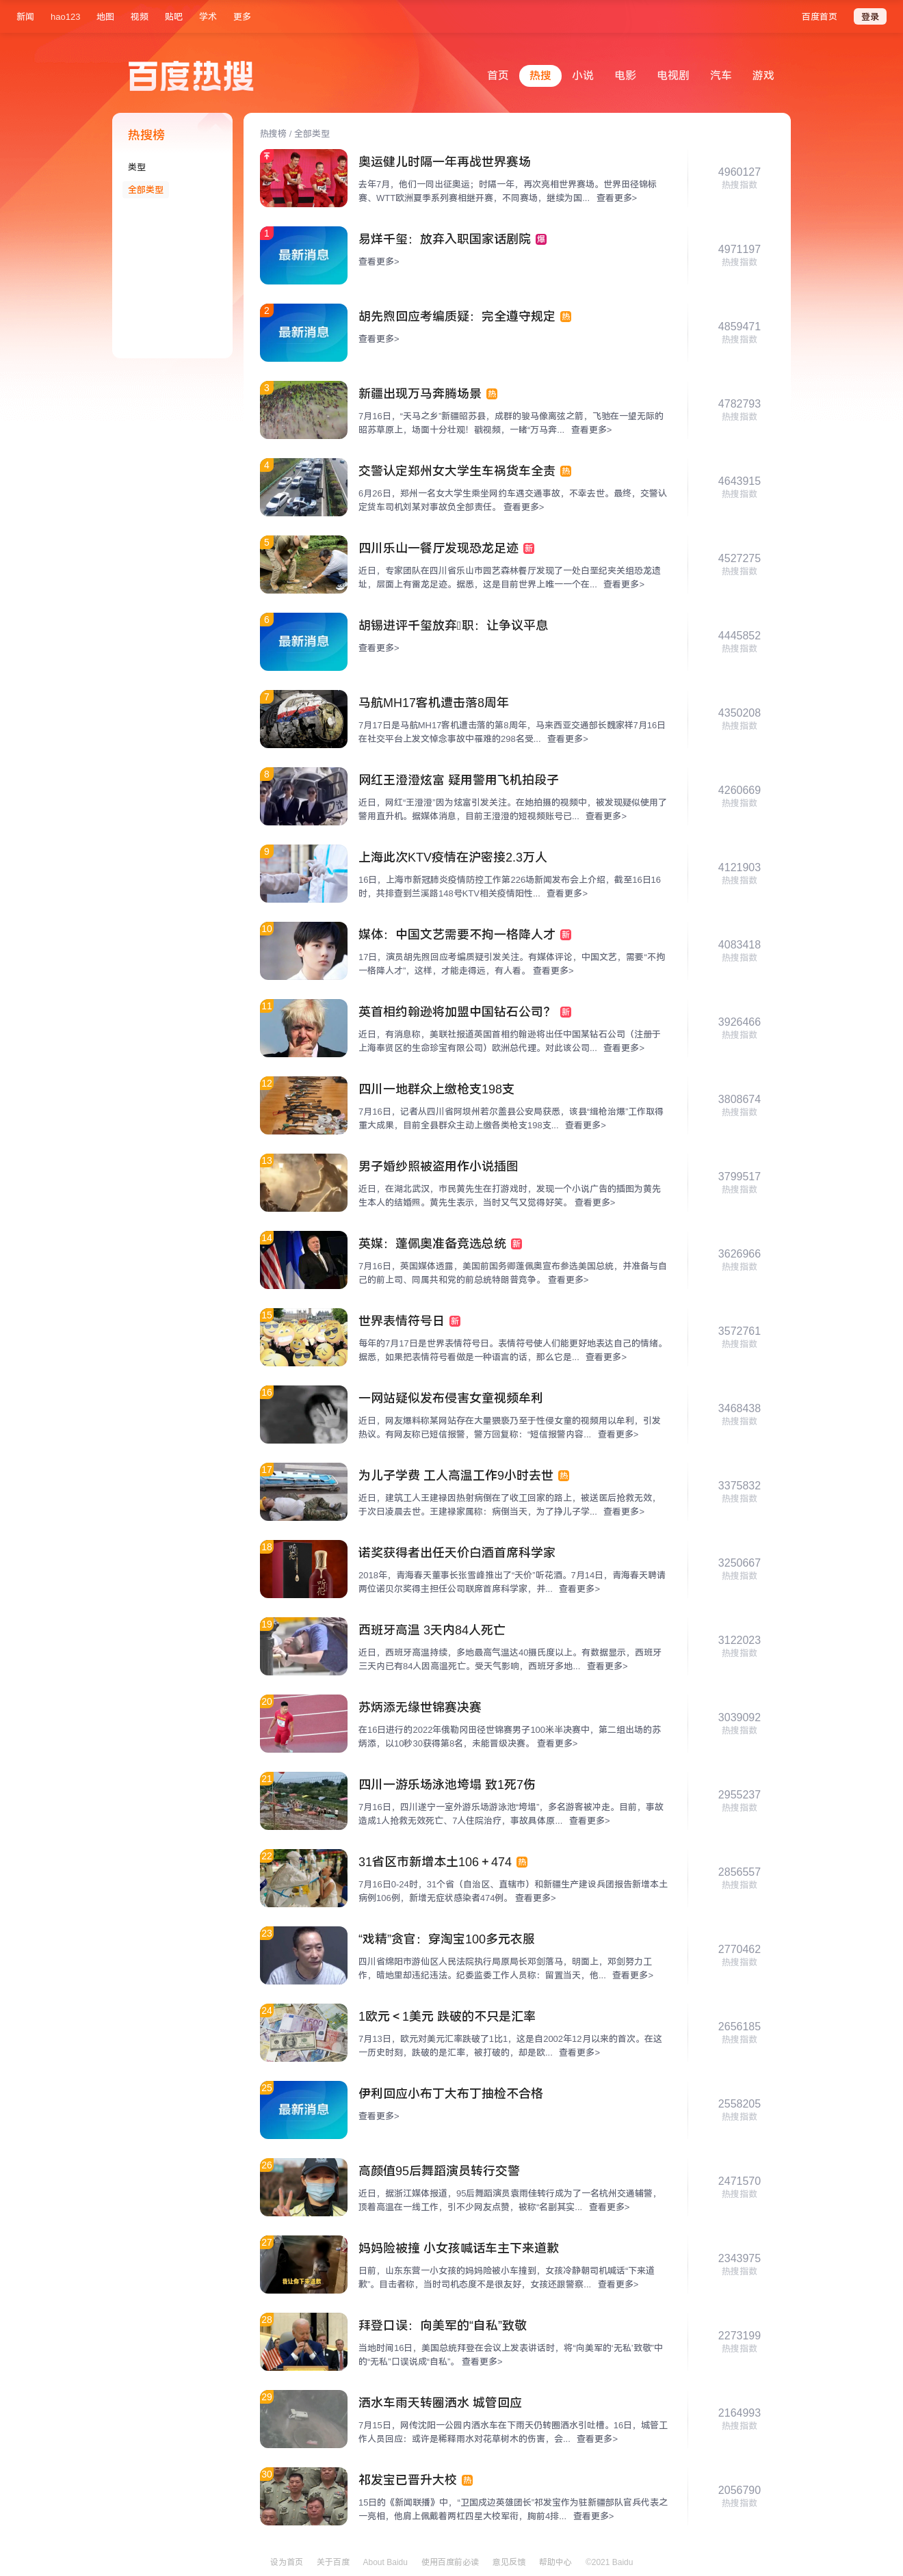 新闻 hao123 地图 视频 贴吧 学术 更多
百度首页 登录
百度热搜
首页 热搜 小说 电影 电视剧 汽车 游戏
热搜榜
类型
全部类型
热搜榜 / 全部类型
奥运健儿时隔一年再战世界赛场
去年7月，他们一同出征奥运；时隔一年，再次亮相世界赛场。世界田径锦标
赛、WTT欧洲夏季系列赛相继开赛，不同赛场，继续为国... 查看更多>
4960127
热搜指数
1
最新消息
易烊千玺：放弃入职国家话剧院 爆
查看更多>
4971197
热搜指数
2
最新消息
胡先煦回应考编质疑：完全遵守规定 热
查看更多>
4859471
热搜指数
3
新疆出现万马奔腾场景 热
7月16日，“天马之乡”新疆昭苏县，成群的骏马像离弦之箭，飞驰在一望无际的
昭苏草原上，场面十分壮观！戳视频，一睹“万马奔... 查看更多>
4782793
热搜指数
4
交警认定郑州女大学生车祸货车全责 热
6月26日，郑州一名女大学生乘坐网约车遇交通事故，不幸去世。最终，交警认
定货车司机刘某对事故负全部责任。 查看更多>
4643915
热搜指数
5
四川乐山一餐厅发现恐龙足迹 新
近日，专家团队在四川省乐山市园艺森林餐厅发现了一处白垩纪夹关组恐龙遗
址，层面上有雷龙足迹。据悉，这是目前世界上唯一一个在... 查看更多>
4527275
热搜指数
6
最新消息
胡锡进评千玺放弃职：让争议平息
查看更多>
4445852
热搜指数
7
马航MH17客机遭击落8周年
7月17日是马航MH17客机遭击落的第8周年，马来西亚交通部长魏家祥7月16日
在社交平台上发文悼念事故中罹难的298名受... 查看更多>
4350208
热搜指数
8
网红王澄澄炫富 疑用警用飞机拍段子
近日，网红“王澄澄”因为炫富引发关注。在她拍摄的视频中，被发现疑似使用了
警用直升机。据媒体消息，目前王澄澄的短视频账号已... 查看更多>
4260669
热搜指数
9
上海此次KTV疫情在沪密接2.3万人
16日，上海市新冠肺炎疫情防控工作第226场新闻发布会上介绍，截至16日16
时，共排查到兰溪路148号KTV相关疫情阳性... 查看更多>
4121903
热搜指数
10
媒体：中国文艺需要不拘一格降人才 新
17日，演员胡先煦回应考编质疑引发关注。有媒体评论，中国文艺，需要“不拘
一格降人才”，这样，才能走得远，有人看。 查看更多>
4083418
热搜指数
11
英首相约翰逊将加盟中国钻石公司？ 新
近日，有消息称，美联社报道英国首相约翰逊将出任中国某钻石公司（注册于
上海奉贤区的生命珍宝有限公司）欧洲总代理。对此该公司... 查看更多>
3926466
热搜指数
12
四川一地群众上缴枪支198支
7月16日，记者从四川省阿坝州若尔盖县公安局获悉，该县“缉枪治爆”工作取得
重大成果，目前全县群众主动上缴各类枪支198支... 查看更多>
3808674
热搜指数
13
男子婚纱照被盗用作小说插图
近日，在湖北武汉，市民黄先生在打游戏时，发现一个小说广告的插图为黄先
生本人的结婚照。黄先生表示，当时又气又觉得好笑。 查看更多>
3799517
热搜指数
14
英媒：蓬佩奥准备竞选总统 新
7月16日，英国媒体透露，美国前国务卿蓬佩奥宣布参选美国总统，并准备与自
己的前上司、同属共和党的前总统特朗普竞争。 查看更多>
3626966
热搜指数
15
世界表情符号日 新
每年的7月17日是世界表情符号日。表情符号使人们能更好地表达自己的情绪。
据悉，如果把表情符号看做是一种语言的话，那么它是... 查看更多>
3572761
热搜指数
16
一网站疑似发布侵害女童视频牟利
近日，网友爆料称某网站存在大量猥亵乃至于性侵女童的视频用以牟利，引发
热议。有网友称已短信报警，警方回复称：“短信报警内容... 查看更多>
3468438
热搜指数
17
为儿子学费 工人高温工作9小时去世 热
近日，建筑工人王建禄因热射病倒在了收工回家的路上，被送医后抢救无效，
于次日凌晨去世。王建禄家属称：病倒当天，为了挣儿子学... 查看更多>
3375832
热搜指数
18
诺奖获得者出任天价白酒首席科学家
2018年，青海春天董事长张雪峰推出了“天价”听花酒。7月14日，青海春天聘请
两位诺贝尔奖得主担任公司联席首席科学家，并... 查看更多>
3250667
热搜指数
19
西班牙高温 3天内84人死亡
近日，西班牙高温持续，多地最高气温达40摄氏度以上。有数据显示，西班牙
三天内已有84人因高温死亡。受天气影响，西班牙多地... 查看更多>
3122023
热搜指数
20
苏炳添无缘世锦赛决赛
在16日进行的2022年俄勒冈田径世锦赛男子100米半决赛中，第二组出场的苏
炳添，以10秒30获得第8名，未能晋级决赛。 查看更多>
3039092
热搜指数
21
四川一游乐场泳池垮塌 致1死7伤
7月16日，四川遂宁一室外游乐场游泳池“垮塌”，多名游客被冲走。目前，事故
造成1人抢救无效死亡、7人住院治疗，事故具体原... 查看更多>
2955237
热搜指数
22
31省区市新增本土106＋474 热
7月16日0-24时，31个省（自治区、直辖市）和新疆生产建设兵团报告新增本土
病例106例，新增无症状感染者474例。 查看更多>
2856557
热搜指数
23
“戏精”贪官：穿淘宝100多元衣服
四川省绵阳市游仙区人民法院执行局原局长邓剑落马，明面上，邓剑努力工
作，暗地里却违纪违法。纪委监委工作人员称：留置当天，他... 查看更多>
2770462
热搜指数
24
1欧元＜1美元 跌破的不只是汇率
7月13日，欧元对美元汇率跌破了1比1，这是自2002年12月以来的首次。在这
一历史时刻，跌破的是汇率，被打破的，却是欧... 查看更多>
2656185
热搜指数
25
最新消息
伊利回应小布丁大布丁抽检不合格
查看更多>
2558205
热搜指数
26
高颜值95后舞蹈演员转行交警
近日，据浙江媒体报道，95后舞蹈演员袁雨佳转行成为了一名杭州交通辅警，
顶着高温在一线工作，引不少网友点赞，被称“名副其实... 查看更多>
2471570
热搜指数
27
妈妈险被撞 小女孩喊话车主下来道歉
日前，山东东营一小女孩的妈妈险被小车撞到，女孩冷静朝司机喊话“下来道
歉”。目击者称，当时司机态度不是很友好，女孩还跟警察... 查看更多>
2343975
热搜指数
28
拜登口误：向美军的“自私”致敬
当地时间16日，美国总统拜登在会议上发表讲话时，将“向美军的‘无私’致敬”中
的“无私”口误说成“自私”。 查看更多>
2273199
热搜指数
29
洒水车雨天转圈洒水 城管回应
7月15日，网传沈阳一公园内洒水车在下雨天仍转圈洒水引吐槽。16日，城管工
作人员回应：或许是稀释雨水对花草树木的伤害，会... 查看更多>
2164993
热搜指数
30
祁发宝已晋升大校 热
15日的《新闻联播》中，“卫国戍边英雄团长”祁发宝作为驻新疆部队官兵代表之
一亮相，他肩上佩戴着两杠四星大校军衔，胸前4排... 查看更多>
2056790
热搜指数
设为首页 关于百度 About Baidu 使用百度前必读 意见反馈 帮助中心 ©2021 Baidu